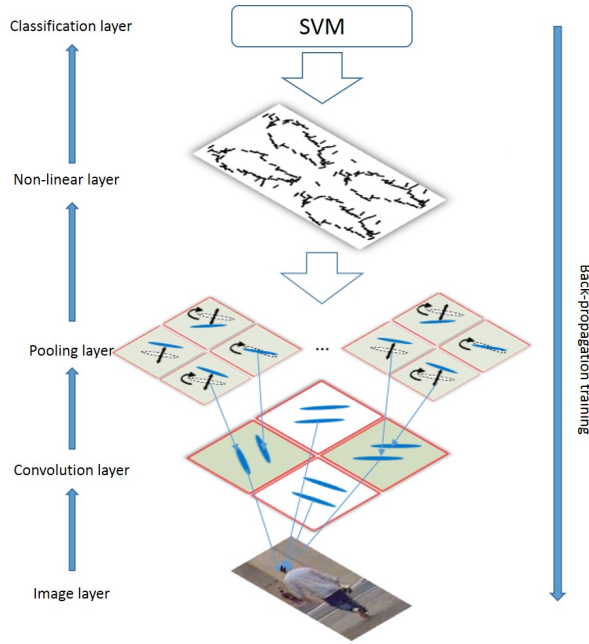 Classification layer
SVM
Non-linear layer
Pooling layer
...
Convolution layer
Image layer
Back-propagation training